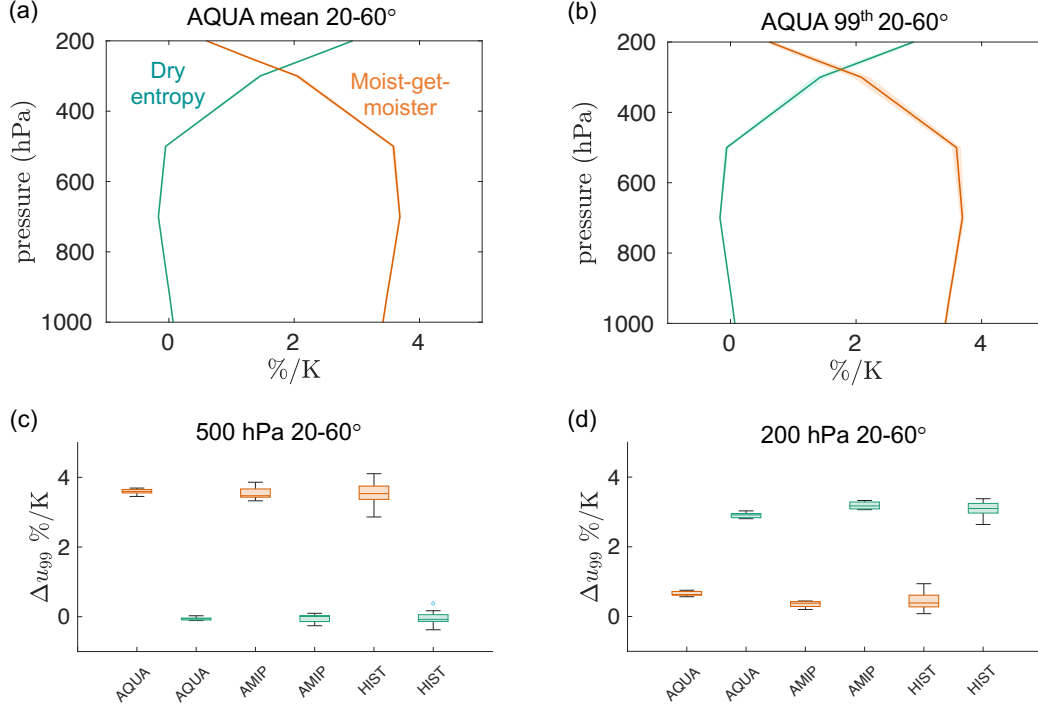 (a)
AQUA mean 20-60°
200
400
600
800
1000
pressure (hPa)
Dry
entropy
Moist-get-
moister
0
2
4
%/K
(b)
AQUA 99th 20-60°
200
400
600
800
1000
pressure (hPa)
0
2
4
%/K
(c)
500 hPa 20-60°
4
2
0
Δu99 %/K
AQUA
AQUA
AMIP
AMIP
HIST
HIST
(d)
200 hPa 20-60°
4
2
0
Δu99 %/K
AQUA
AQUA
AMIP
AMIP
HIST
HIST